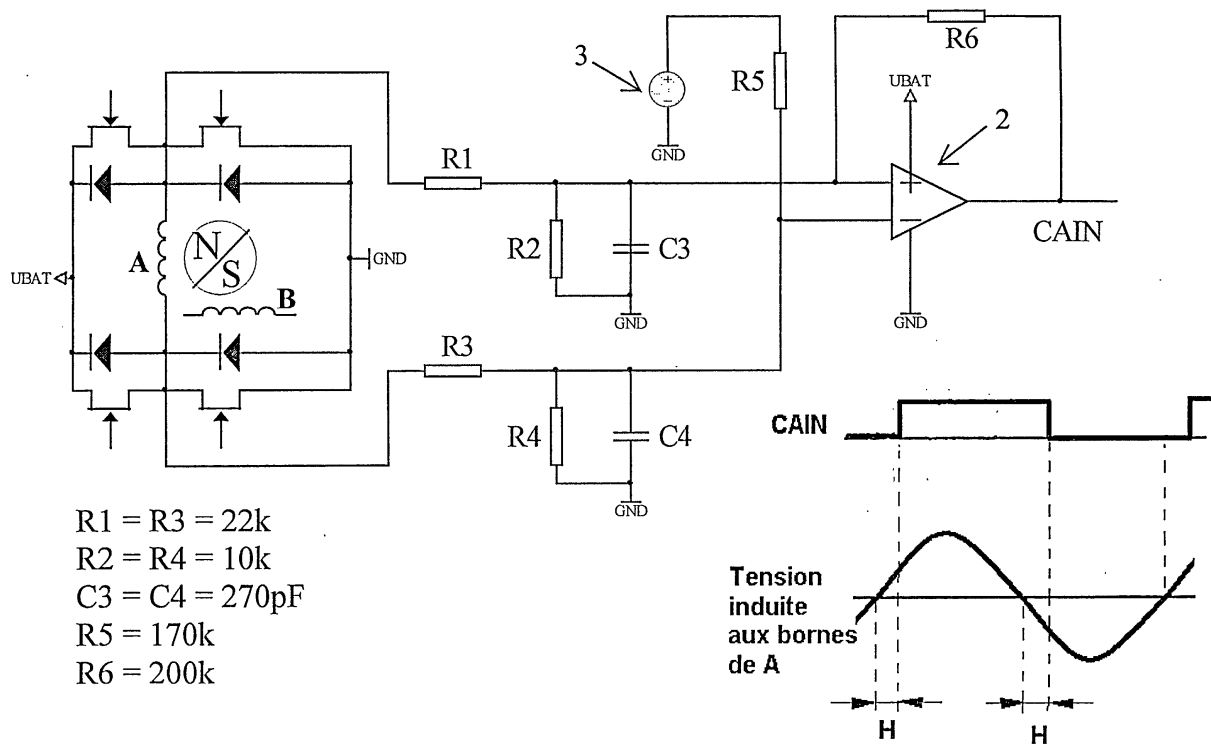 3
R6
R5
UBAT
2
GND
R1
CAIN
N
S
A
GND
UBAT
B
R2
C3
GND
GND
R3
R4
C4
GND
CAIN
R1 = R3 = 22k
R2 = R4 = 10k
C3 = C4 = 270pF
R5 = 170k
R6 = 200k
Tension
induite
aux bornes
de A
H
H